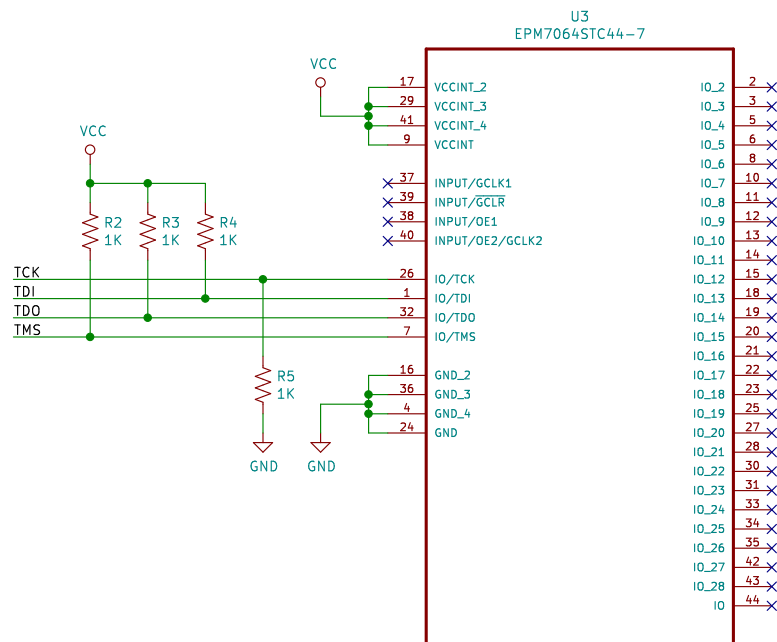 U3
EPM7064STC44-7
VCC
VCC
R2 1K
R3 1K
R4 1K
TCK
TDI
TDO
TMS
R5 1K
GND
GND
17 VCCINT_2
29 VCCINT_3
41 VCCINT_4
9 VCCINT
37 INPUT/GCLK1
39 INPUT/GCLR
38 INPUT/OE1
40 INPUT/OE2/GCLK2
26 IO/TCK
1 IO/TDI
32 IO/TDO
7 IO/TMS
16 GND_2
36 GND_3
4 GND_4
24 GND
IO_2 2
IO_3 3
IO_4 5
IO_5 6
IO_6 8
IO_7 10
IO_8 11
IO_9 12
IO_10 13
IO_11 14
IO_12 15
IO_13 18
IO_14 19
IO_15 20
IO_16 21
IO_17 22
IO_18 23
IO_19 25
IO_20 27
IO_21 28
IO_22 30
IO_23 31
IO_24 33
IO_25 34
IO_26 35
IO_27 42
IO_28 43
IO 44